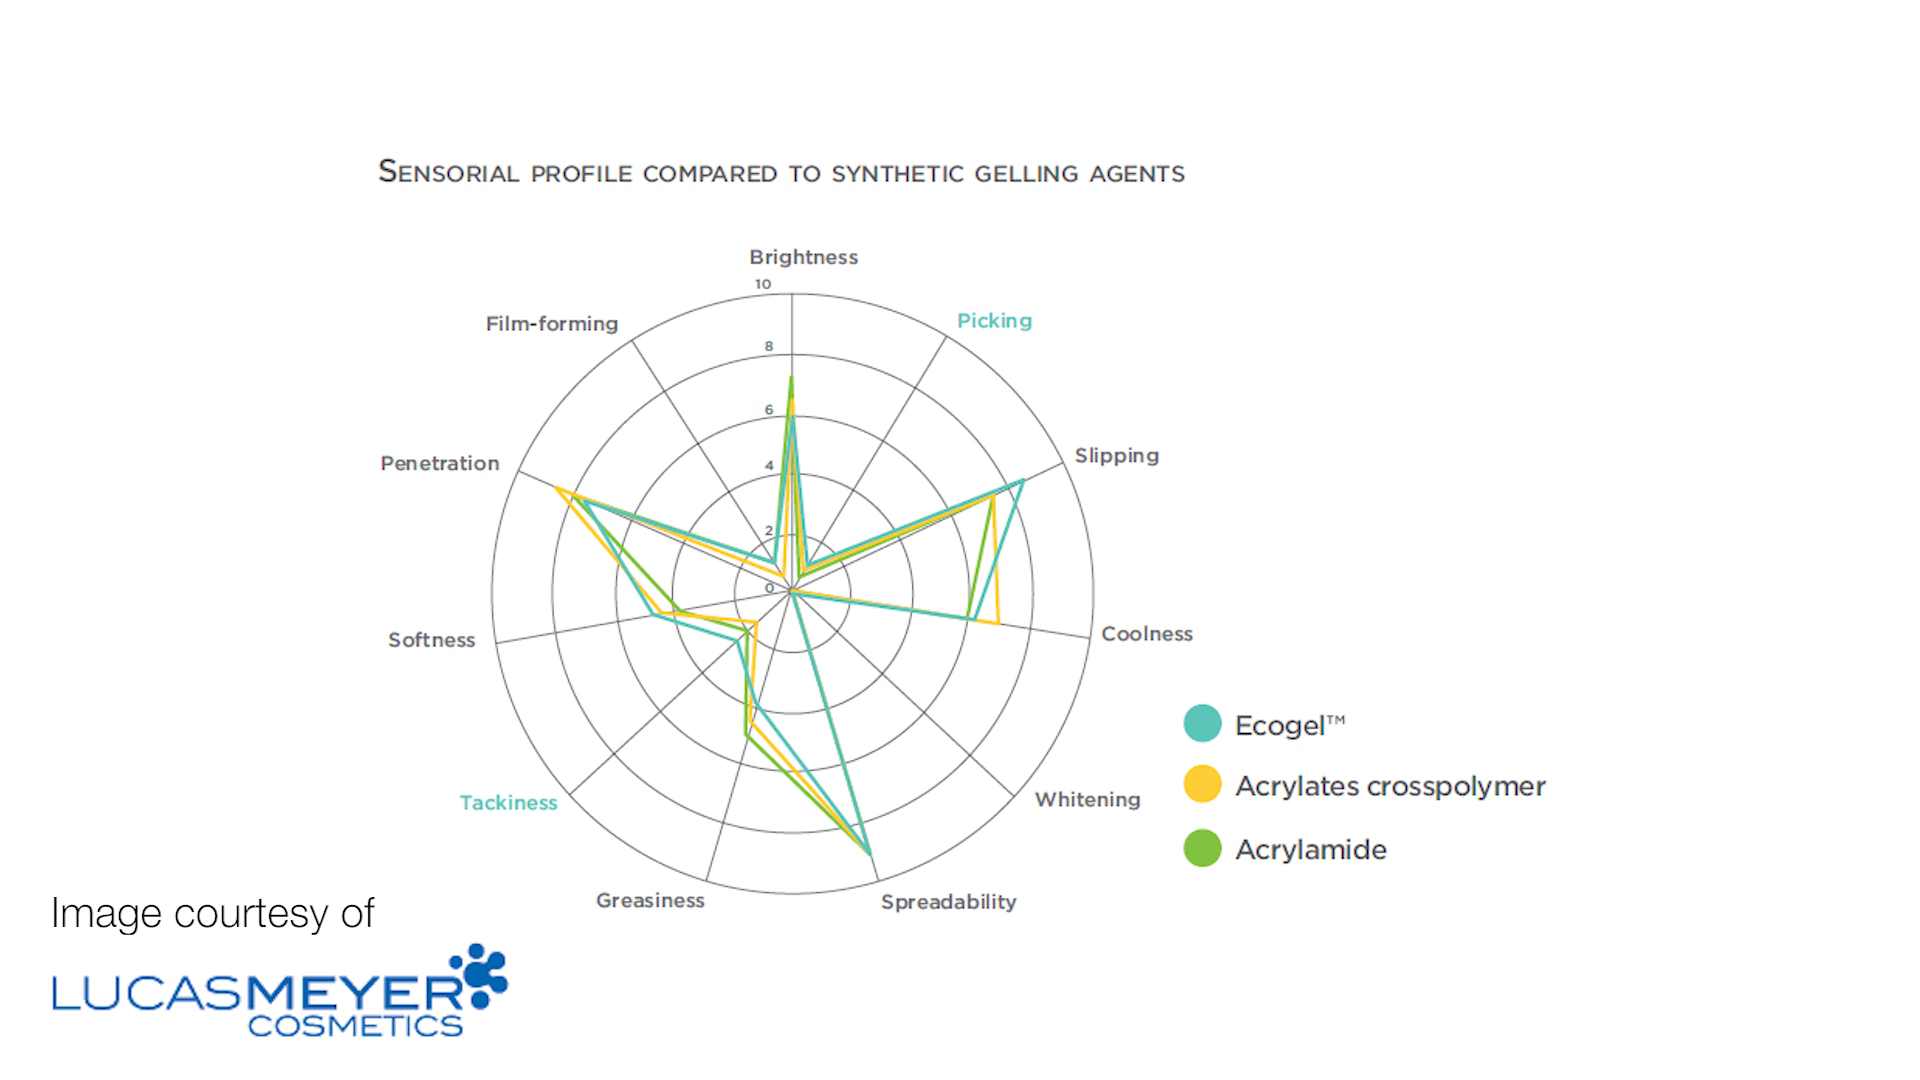 SENSORIAL PROFILE COMPARED TO SYNTHETIC GELLING AGENTS
Brightness
10
Film-forming
Picking
8
6
Penetration
Slipping
4
2
0
Softness
Coolness
Ecogel™
Acrylates crosspolymer
Tackiness
Whitening
Acrylamide
Greasiness
Spreadability
Image courtesy of
LUCASMEYER
COSMETICS